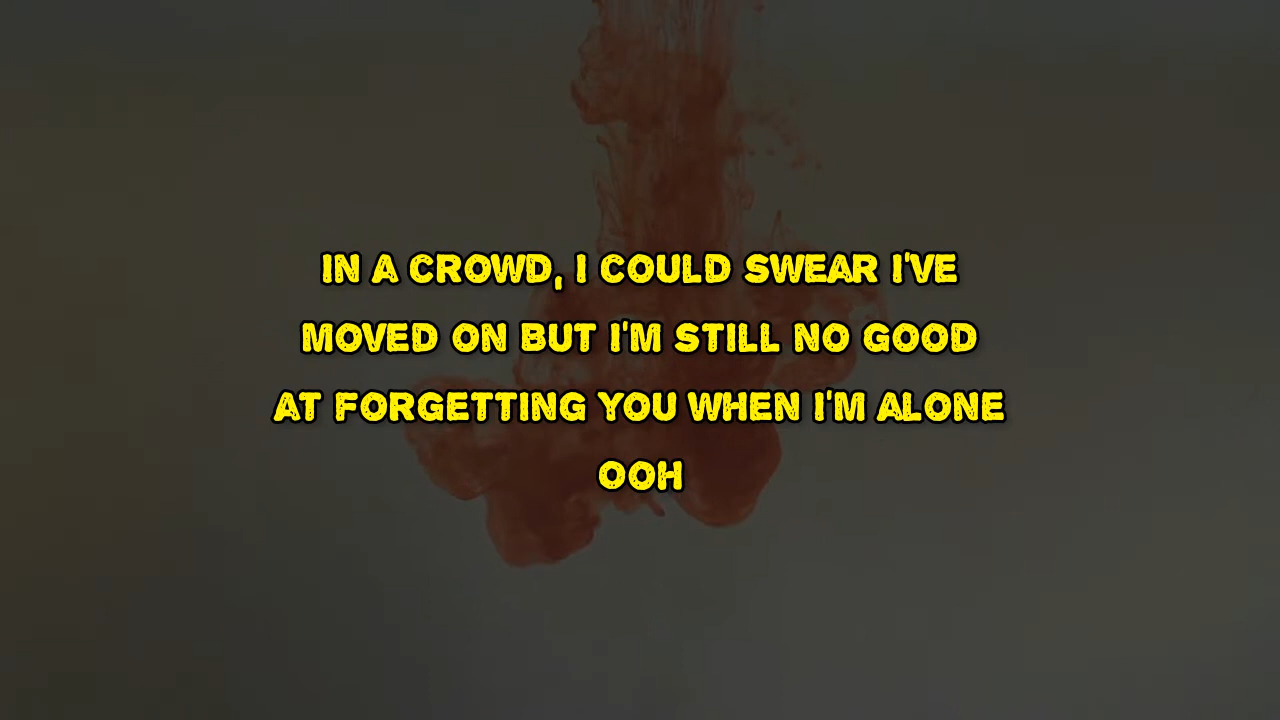 IN A CROWD, I COULD SWEAR I'VE
MOVED ON BUT I'M STILL NO GOOD
AT FORGETTING YOU WHEN I'M ALONE
OOH